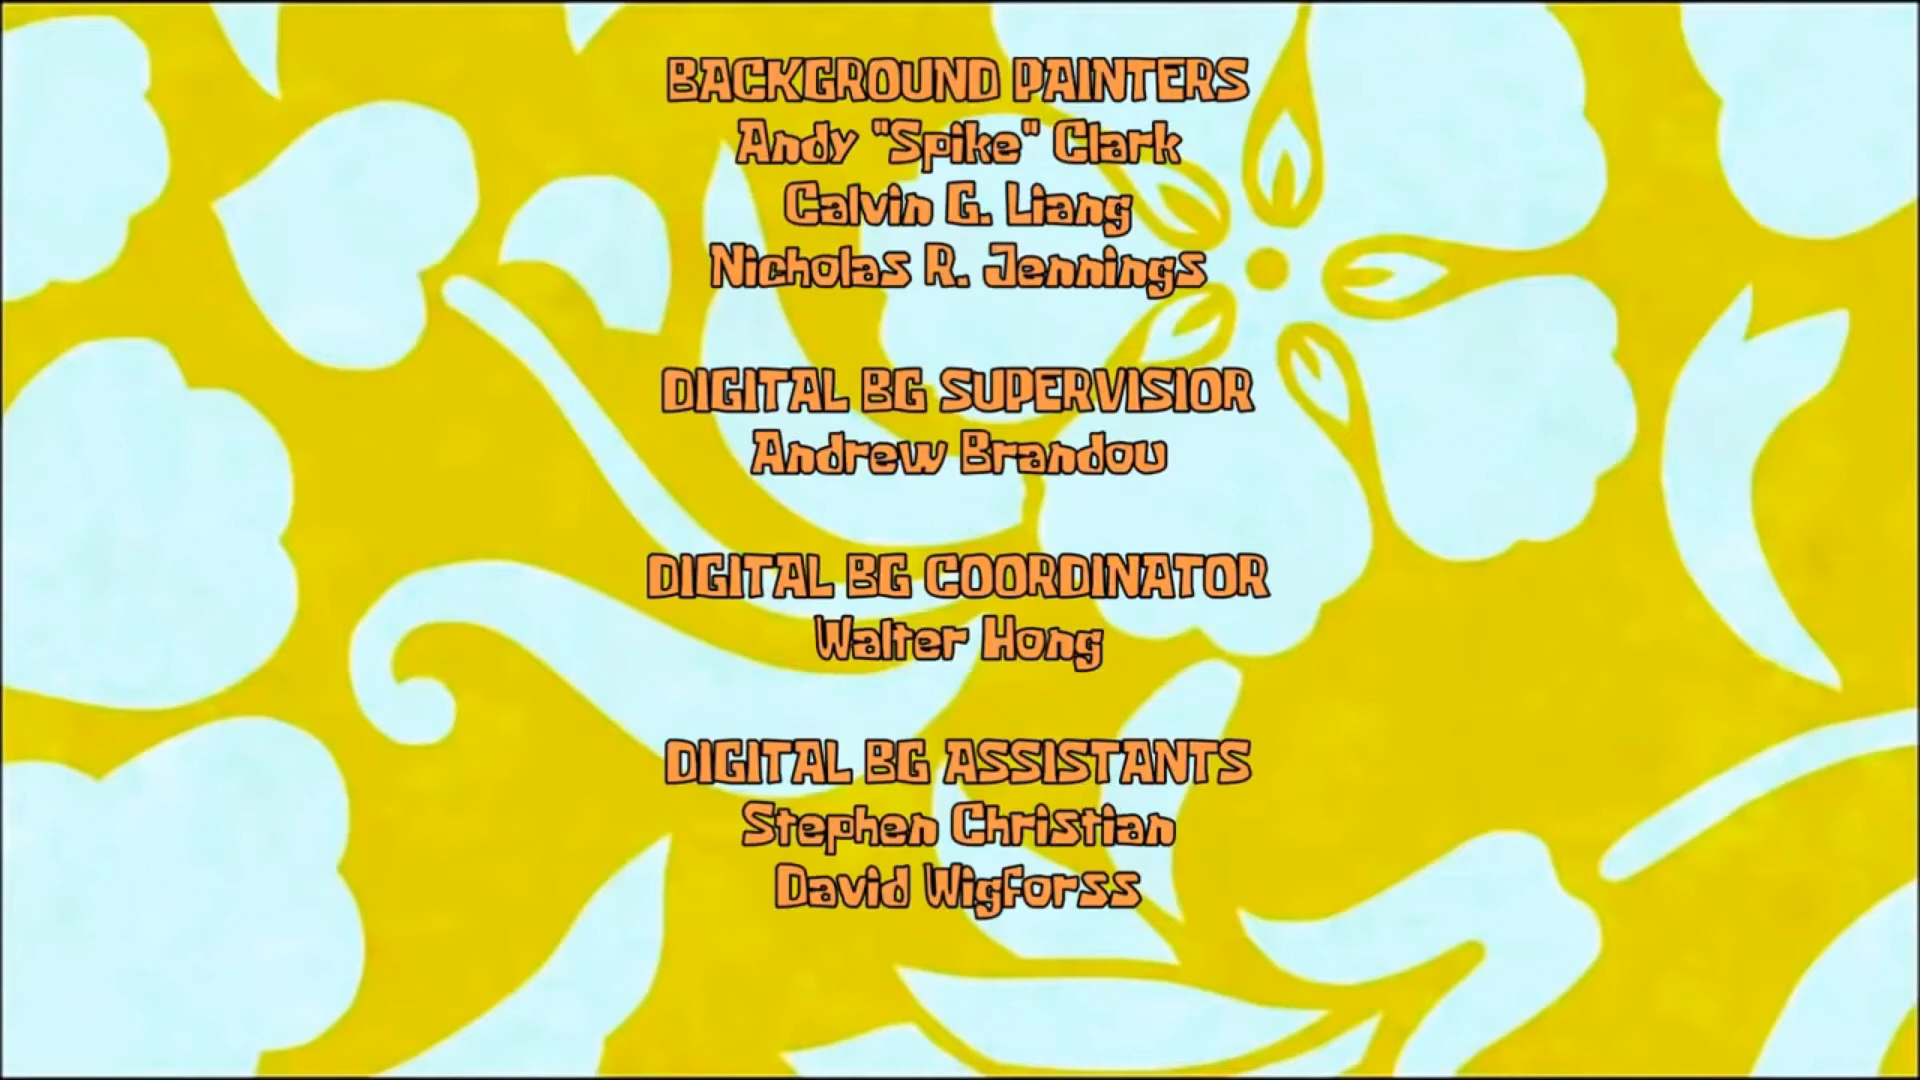 BACKGROUND PAINTERS
Andy "Spike" Clark
Calvin G. Liang
Nicholas R. Jennings
DIGITAL BG SUPERVISIOR
Andrew Brandou
DIGITAL BG COORDINATOR
Walter Hong
DIGITAL BG ASSISTANTS
Stephen Christian
David Wigforss